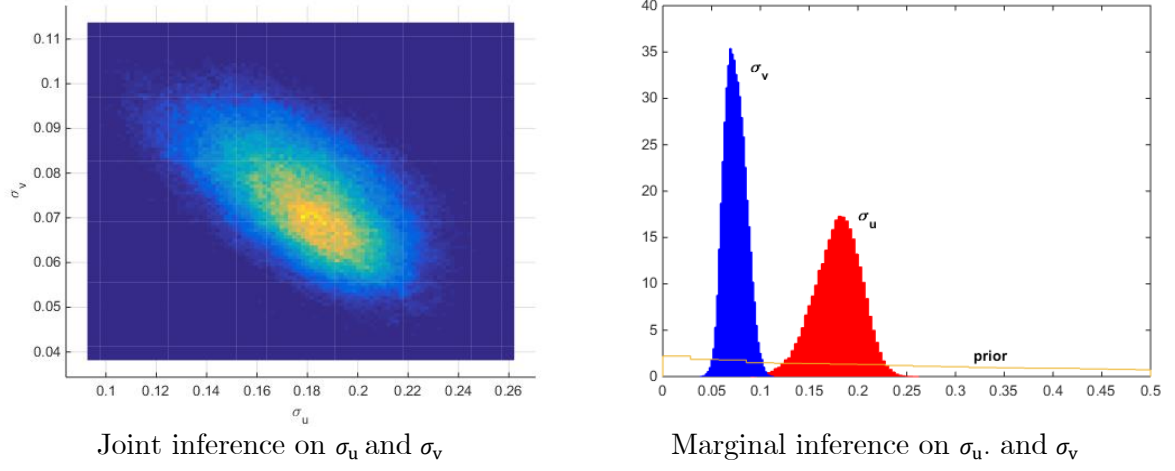 0.11
0.1
0.09
0.08
0.07
0.06
0.05
0.04
σv
0.1 0.12 0.14 0.16 0.18 0.2 0.22 0.24 0.26
σu
Joint inference on σu and σv
40
35
30
25
20
15
10
5
0
σv
σu
prior
0 0.05 0.1 0.15 0.2 0.25 0.3 0.35 0.4 0.45 0.5
Marginal inference on σu. and σv